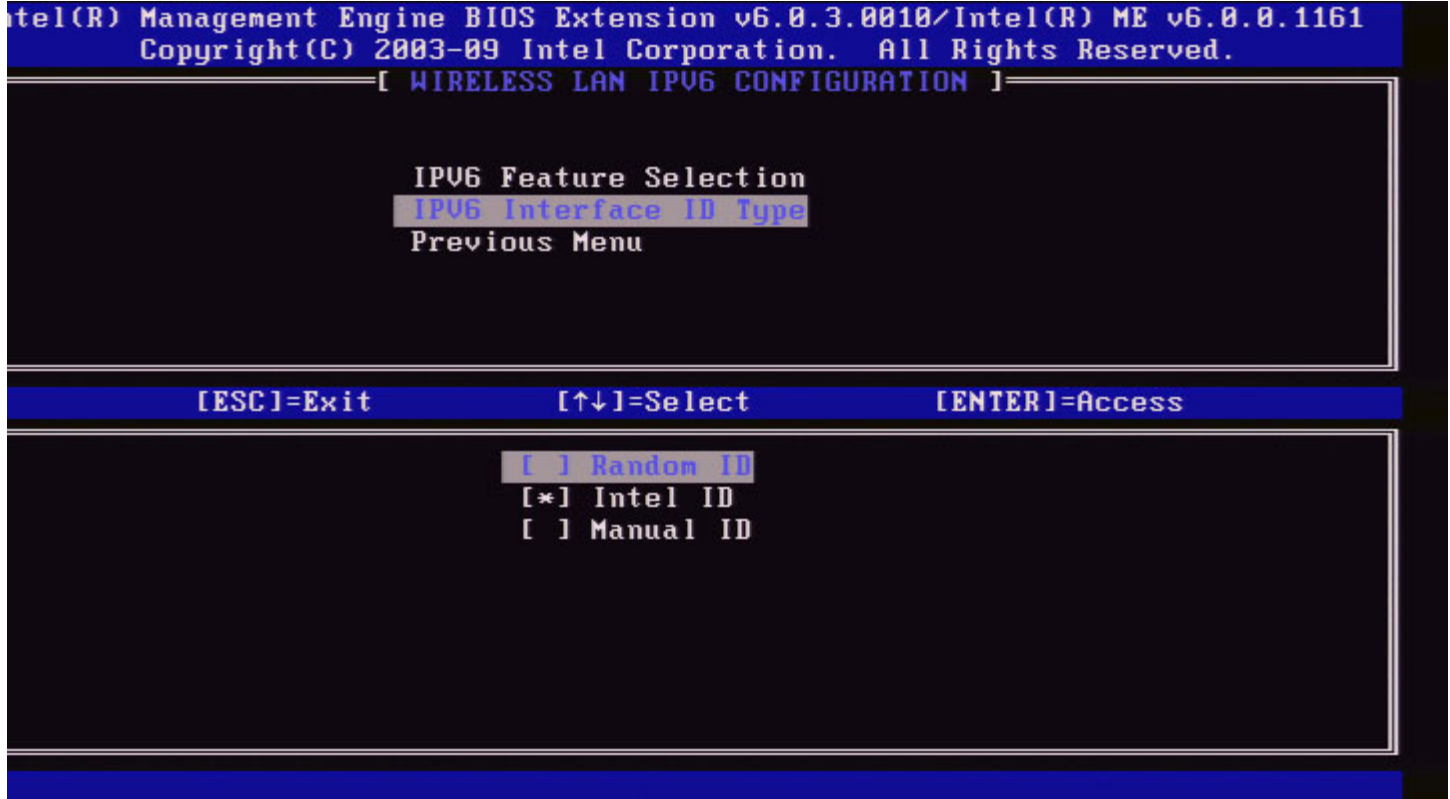 ntel(R) Management Engine BIOS Extension v6.0.3.0010/Intel(R) ME v6.0.0.1161
Copyright(C) 2003-09 Intel Corporation. All Rights Reserved.
[ WIRELESS LAN IPV6 CONFIGURATION ]
IPV6 Feature Selection
IPV6 Interface ID Type
Previous Menu
[ESC]=Exit [↑↓]=Select [ENTER]=Access
[ ] Random ID
[*] Intel ID
[ ] Manual ID